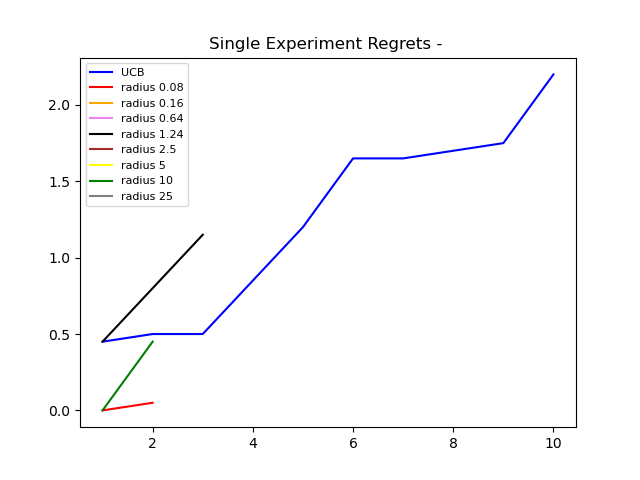 Single Experiment Regrets -
UCB
radius 0.08
radius 0.16
radius 0.64
radius 1.24
radius 2.5
radius 5
radius 10
radius 25
2.0
1.5
1.0
0.5
0.0
2 4 6 8 10